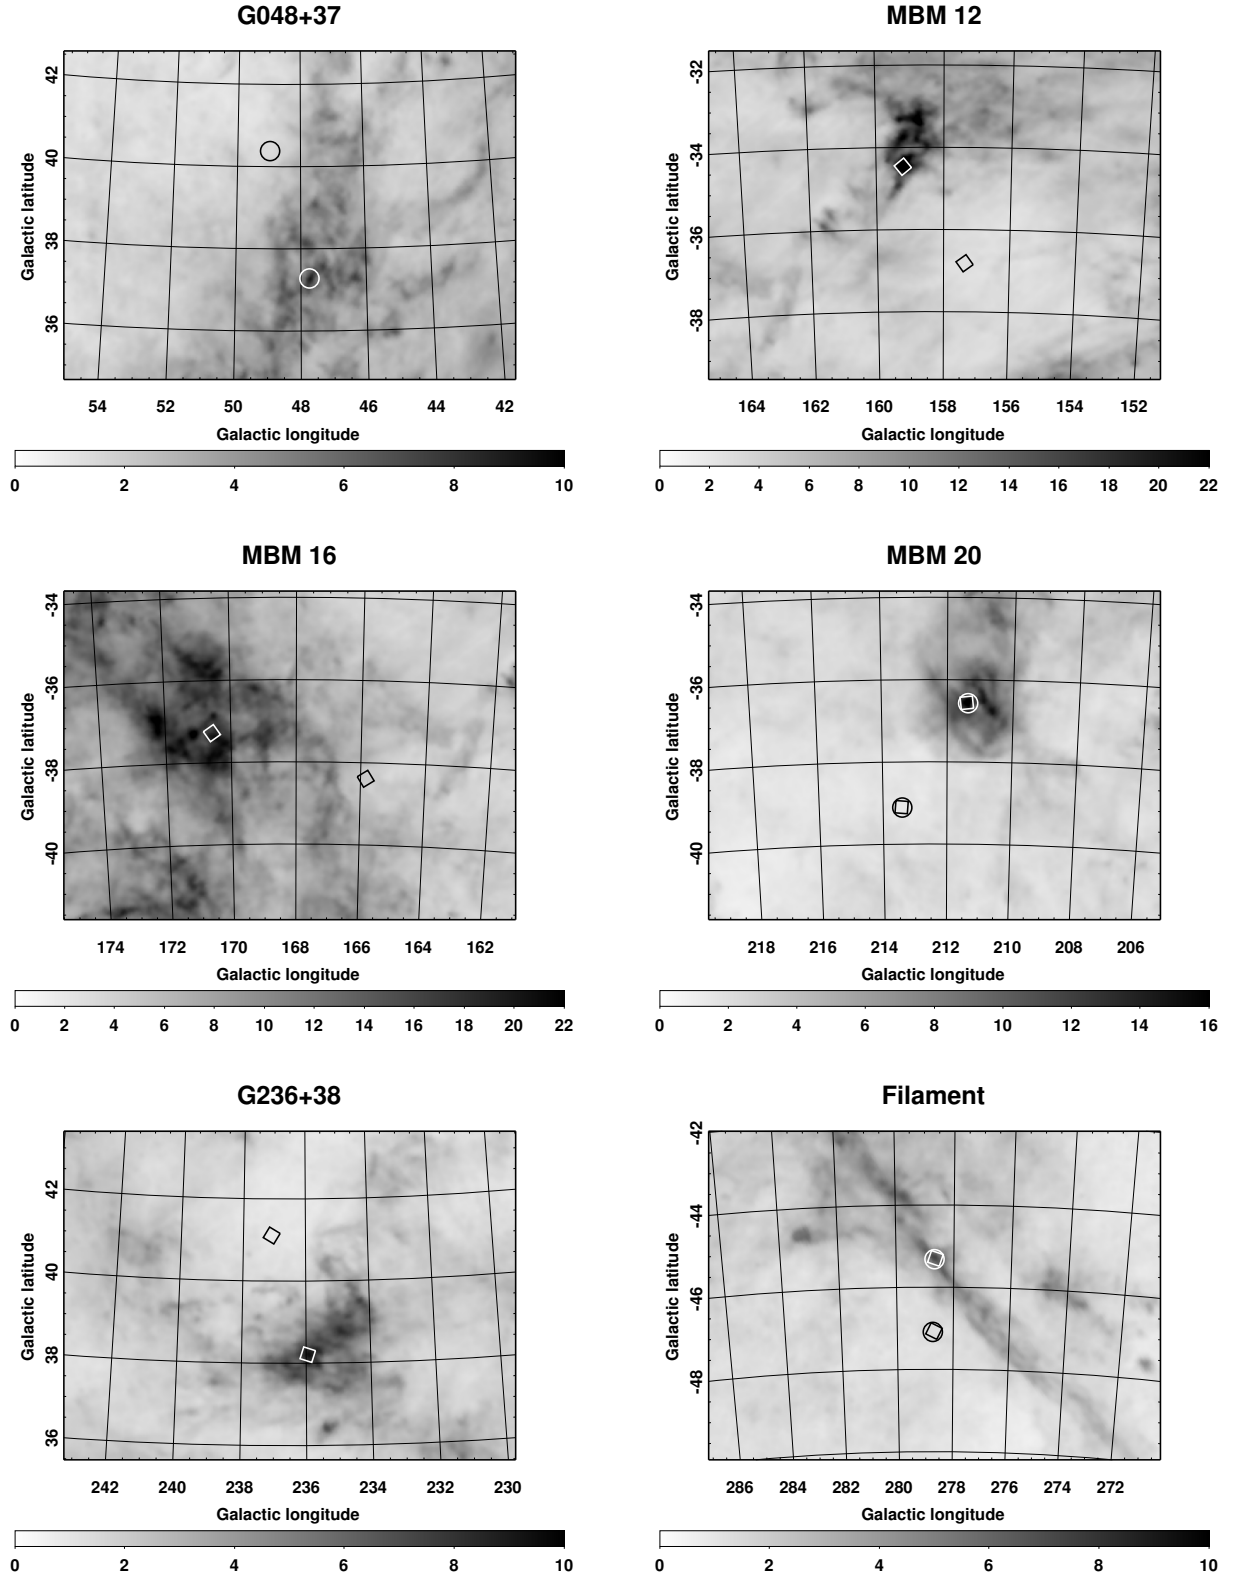 G048+37
42
40
38
36
Galactic latitude
54 52 50 48 46 44 42
Galactic longitude
0 2 4 6 8 10
MBM 12
-32
-34
-36
-38
Galactic latitude
164 162 160 158 156 154 152
Galactic longitude
0 2 4 6 8 10 12 14 16 18 20 22
MBM 16
-34
-36
-38
-40
Galactic latitude
174 172 170 168 166 164 162
Galactic longitude
0 2 4 6 8 10 12 14 16 18 20 22
MBM 20
-34
-36
-38
-40
Galactic latitude
218 216 214 212 210 208 206
Galactic longitude
0 2 4 6 8 10 12 14 16
G236+38
42
40
38
36
Galactic latitude
242 240 238 236 234 232 230
Galactic longitude
0 2 4 6 8 10
Filament
-42
-44
-46
-48
Galactic latitude
286 284 282 280 278 276 274 272
Galactic longitude
0 2 4 6 8 10